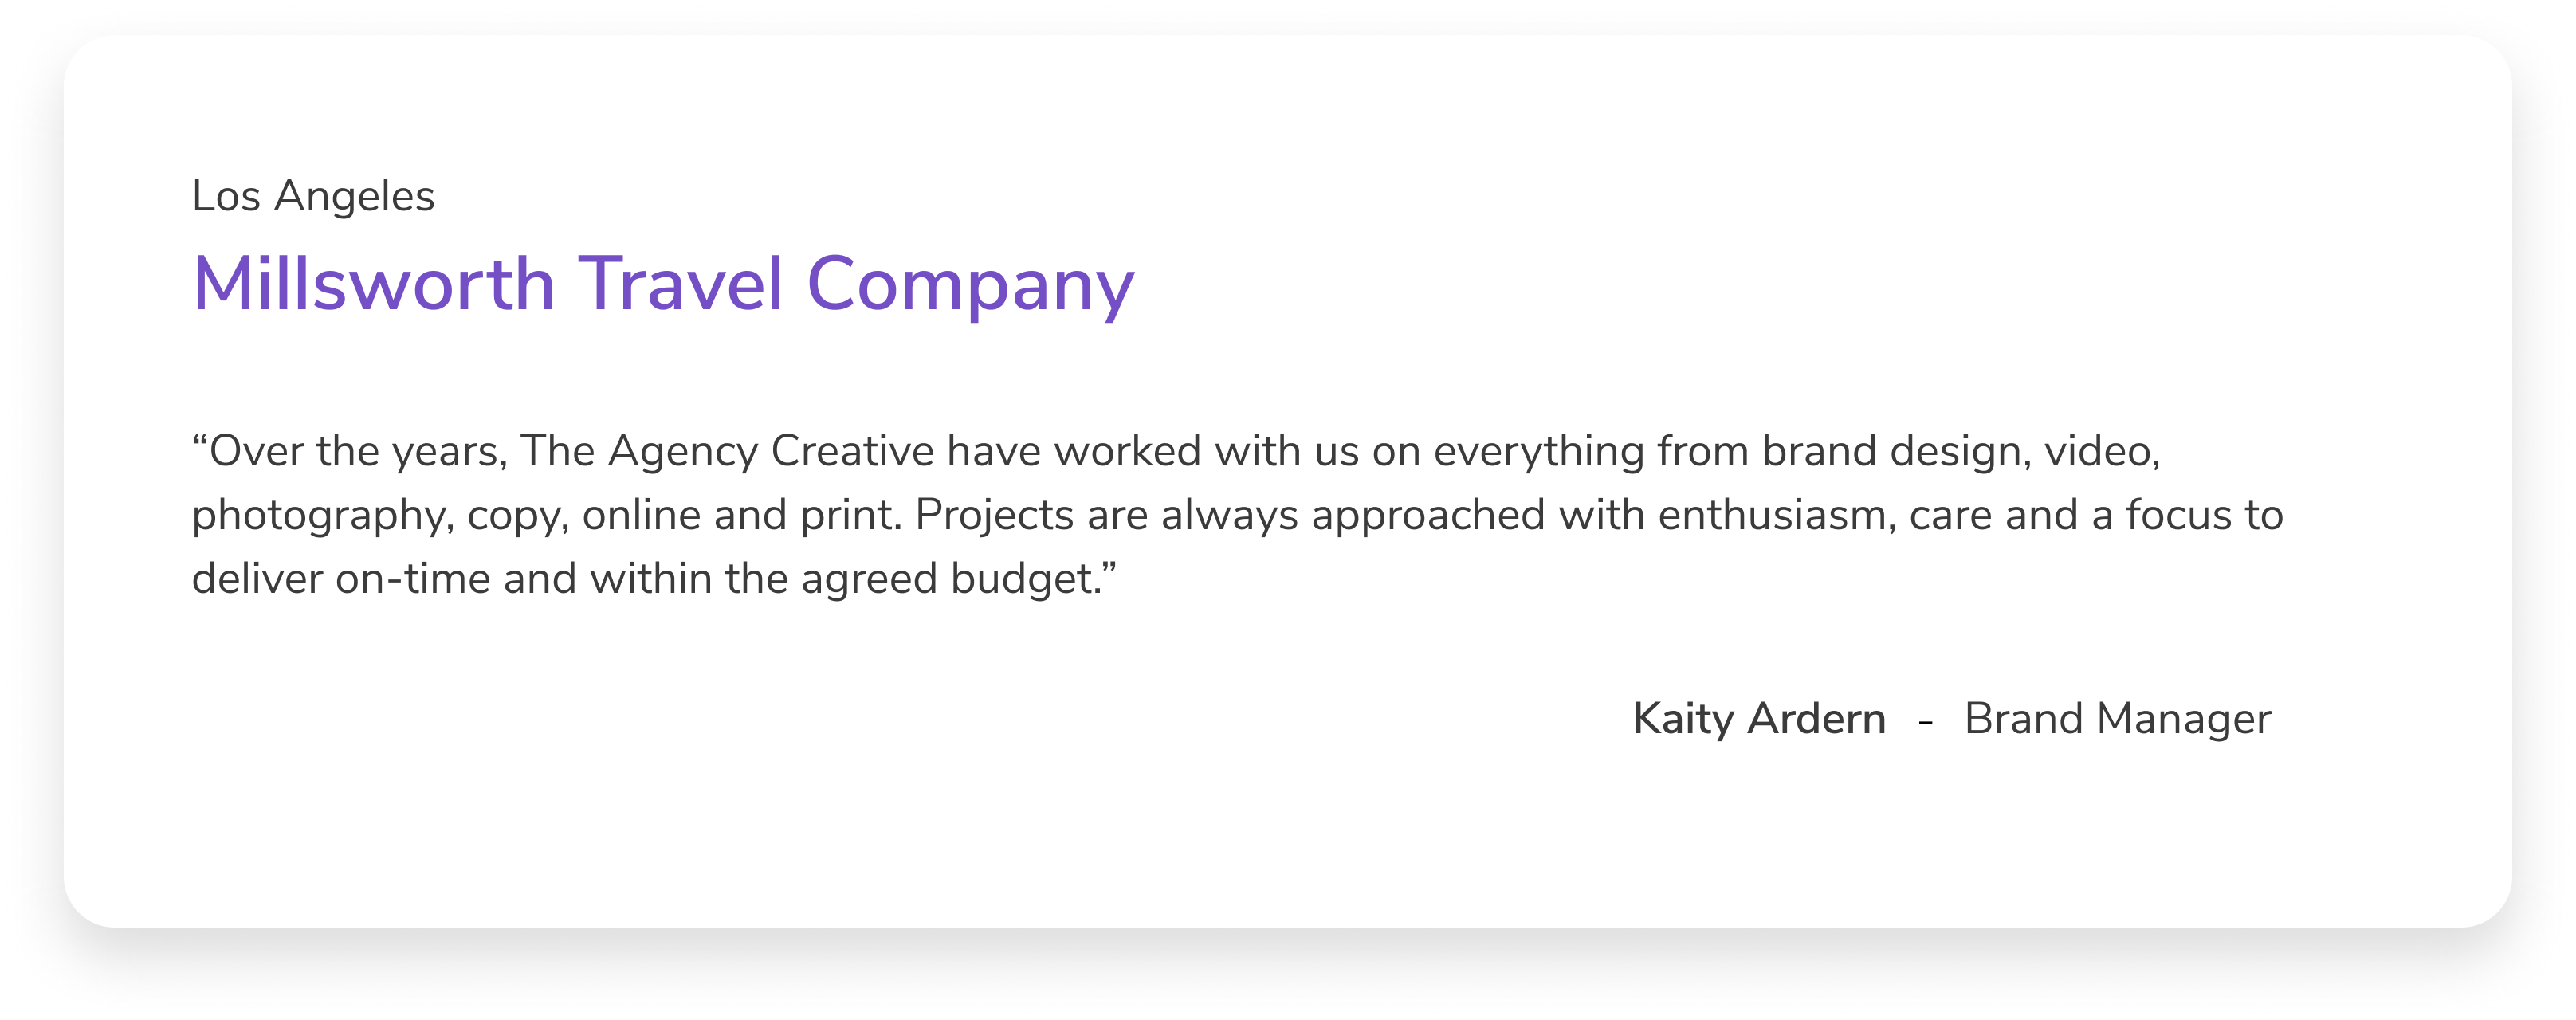 Los Angeles
Millsworth Travel Company
“Over the years, The Agency Creative have worked with us on everything from brand design, video,
photography, copy, online and print. Projects are always approached with enthusiasm, care and a focus to
deliver on-time and within the agreed budget.”
Kaity Ardern - Brand Manager